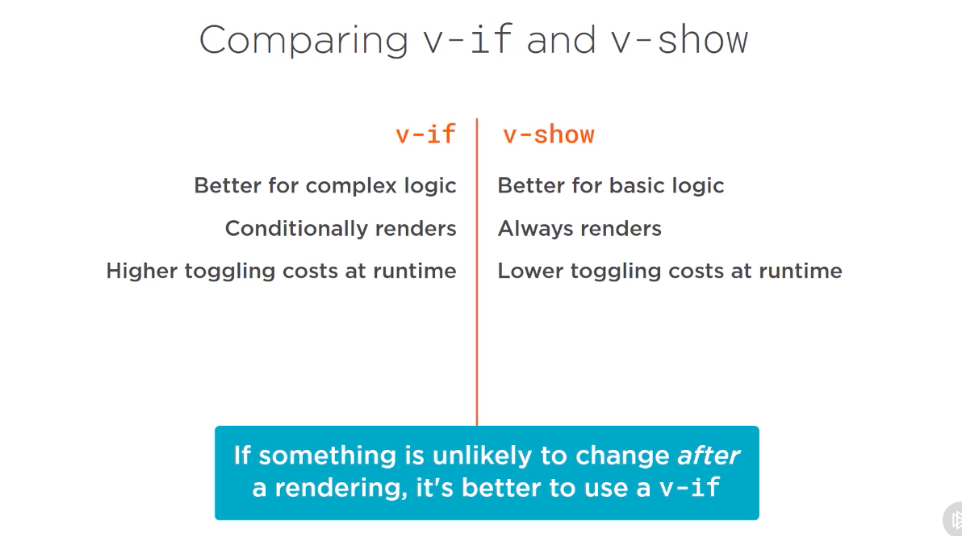 Comparing v-if and v-show
v-if
v-show
Better for complex logic
Better for basic logic
Conditionally renders
Always renders
Higher toggling costs at runtime
Lower toggling costs at runtime
If something is unlikely to change after
a rendering, it's better to use a v-if